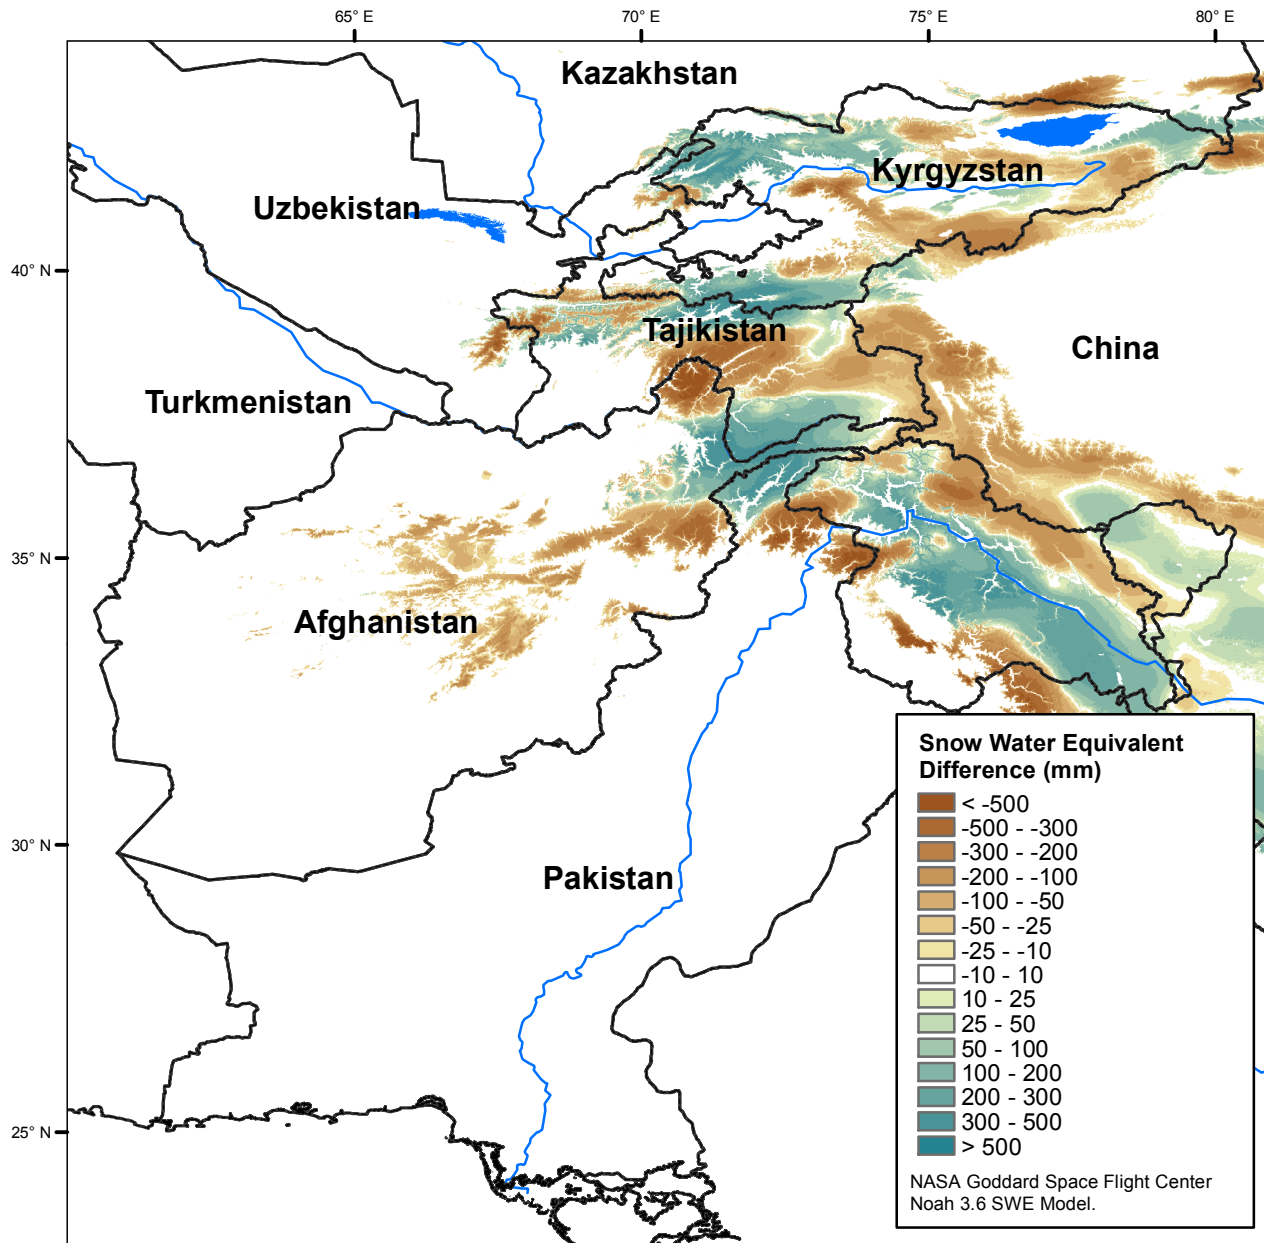 65° E
70° E
75° E
80° E
Kazakhstan
Kyrgyzstan
Uzbekistan
40° N
Tajikistan
China
Turkmenistan
35° N
Afghanistan
Snow Water Equivalent
Difference (mm)
< -500
-500 - -300
-300 - -200
-200 - -100
-100 - -50
-50 - -25
-25 - -10
-10 - 10
10 - 25
25 - 50
50 - 100
100 - 200
200 - 300
300 - 500
> 500
30° N
Pakistan
25° N
NASA Goddard Space Flight Center
Noah 3.6 SWE Model.